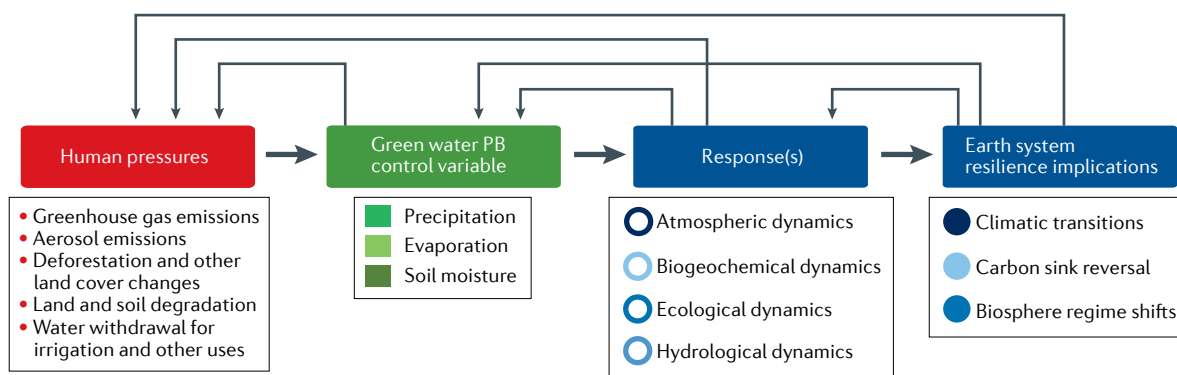 Human pressures
Green water PB
control variable
Response(s)
Earth system
resilience implications
• Greenhouse gas emissions
• Aerosol emissions
• Deforestation and other
land cover changes
• Land and soil degradation
• Water withdrawal for
irrigation and other uses
Precipitation
Evaporation
Soil moisture
Atmospheric dynamics
Biogeochemical dynamics
Ecological dynamics
Hydrological dynamics
Climatic transitions
Carbon sink reversal
Biosphere regime shifts